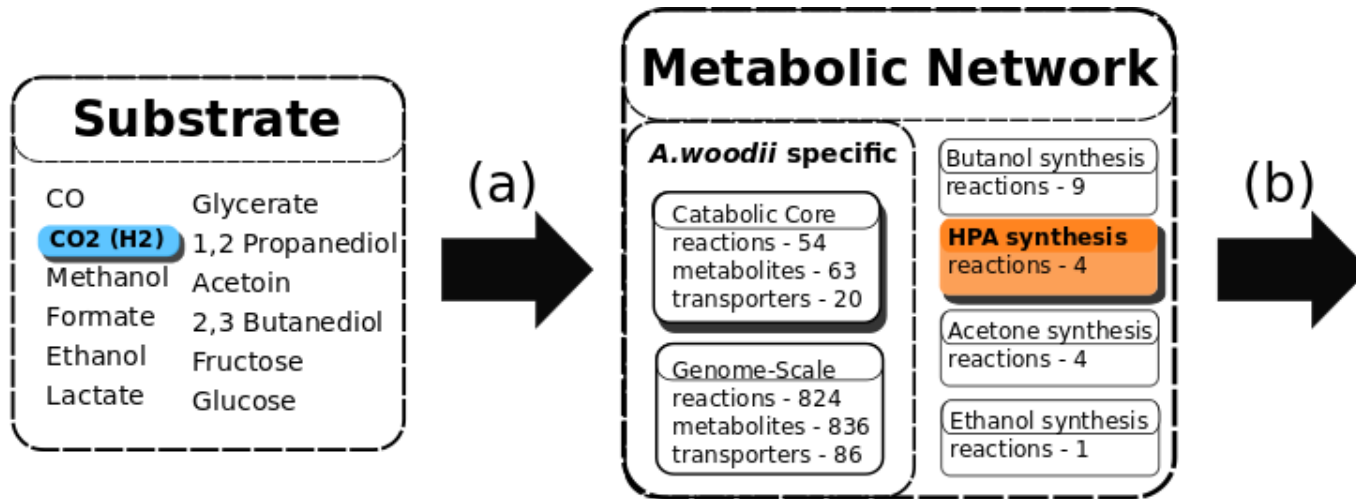 Substrate
CO
CO2 (H2)
Methanol
Formate
Ethanol
Lactate
Glycerate
1,2 Propanediol
Acetoin
2,3 Butanediol
Fructose
Glucose
(a)
Metabolic Network
A.woodii specific
Catabolic Core
reactions - 54
metabolites - 63
transporters - 20
Genome-Scale
reactions - 824
metabolites - 836
transporters - 86
Butanol synthesis
reactions - 9
HPA synthesis
reactions - 4
Acetone synthesis
reactions - 4
Ethanol synthesis
reactions - 1
(b)